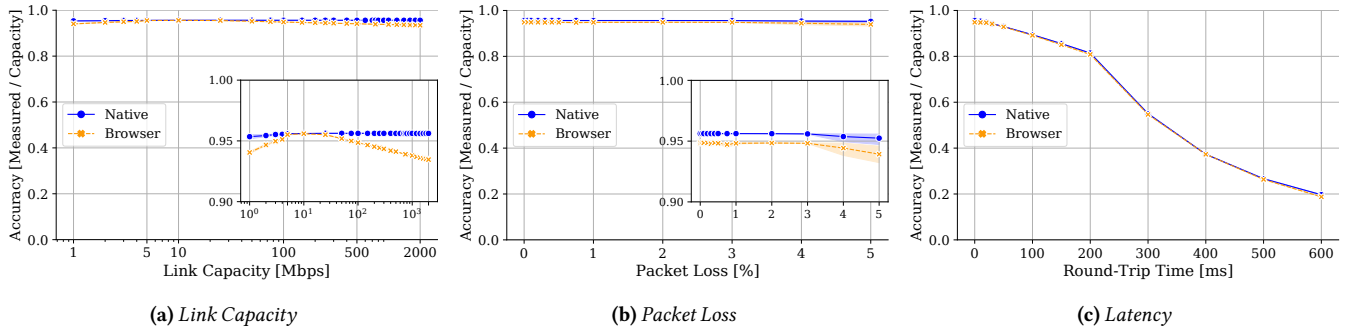 Accuracy [Measured / Capacity]
1.0
0.8
0.6
0.4
0.2
0.0
Native
Browser
1.00
0.95
0.90
10⁰
10¹
10²
10³
1
5
10
50
100
500
2000
Link Capacity [Mbps]
(a) Link Capacity
Accuracy [Measured / Capacity]
1.0
0.8
0.6
0.4
0.2
0.0
Native
Browser
1.00
0.95
0.90
0 1 2 3 4 5
0 1 2 3 4 5
Packet Loss [%]
(b) Packet Loss
Accuracy [Measured / Capacity]
1.0
0.8
0.6
0.4
0.2
0.0
Native
Browser
0 100 200 300 400 500 600
Round-Trip Time [ms]
(c) Latency